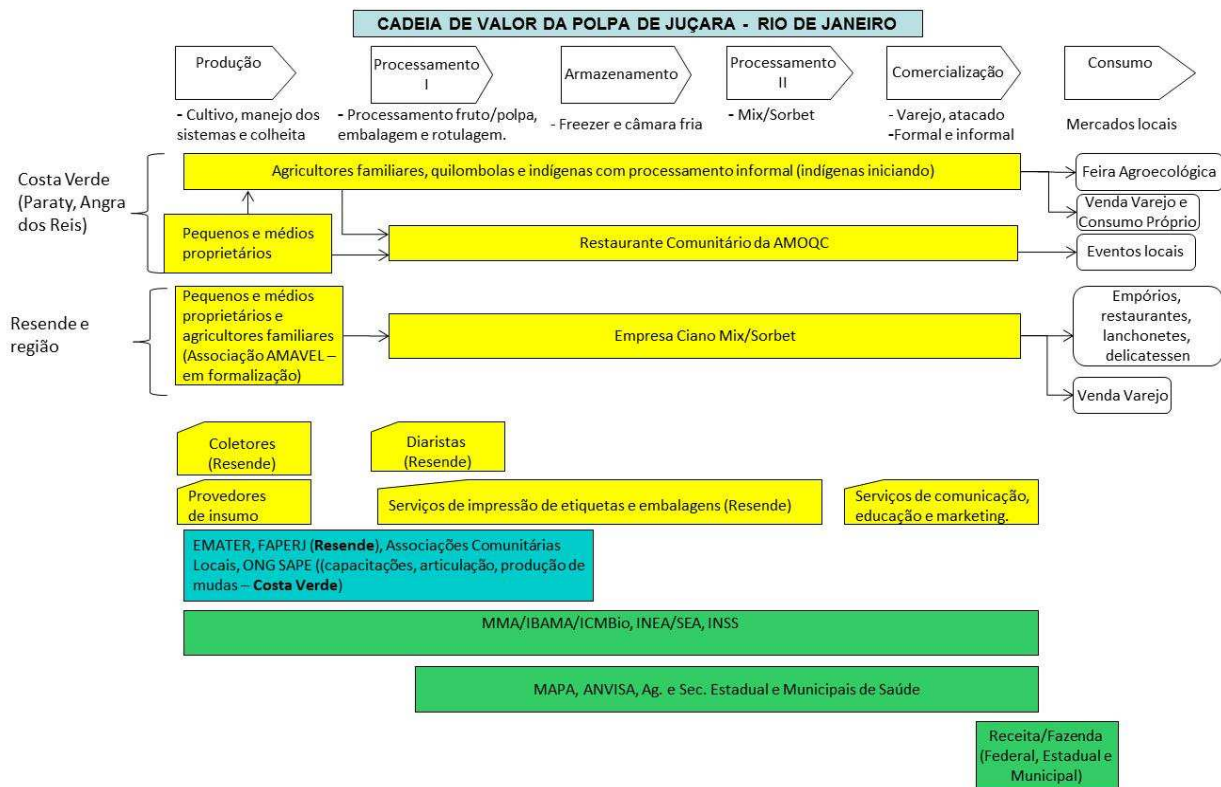 CADEIA DE VALOR DA POLPA DE JUÇARA - RIO DE JANEIRO
Produção
Processamento
I
Armazenamento
Processamento
II
Comercialização
Consumo
- Cultivo, manejo dos
sistemas e colheita
- Processamento fruto/polpa,
embalagem e rotulagem.
- Freezer e câmara fria
- Mix/Sorbet
- Varejo, atacado
-Formal e informal
Mercados locais
Costa Verde
(Paraty, Angra
dos Reis)
Agricultores familiares, quilombolas e indígenas com processamento informal (indígenas iniciando)
Feira Agroecológica
Venda Varejo e
Consumo Próprio
Pequenos e médios
proprietários
Restaurante Comunitário da AMOQC
Eventos locais
Resende e
região
Pequenos e médios
proprietários e
agricultores familiares
(Associação AMAVEL –
em formalização)
Empresa Ciano Mix/Sorbet
Empórios,
restaurantes,
lanchonetes,
delicatessen
Venda Varejo
Coletores
(Resende)
Diaristas
(Resende)
Provedores
de insumo
Serviços de impressão de etiquetas e embalagens (Resende)
Serviços de comunicação,
educação e marketing.
EMATER, FAPERJ (Resende), Associações Comunitárias
Locais, ONG SAPE ((capacitações, articulação, produção de
mudas – Costa Verde)
MMA/IBAMA/ICMBio, INEA/SEA, INSS
MAPA, ANVISA, Ag. e Sec. Estadual e Municipais de Saúde
Receita/Fazenda
(Federal, Estadual e
Municipal)